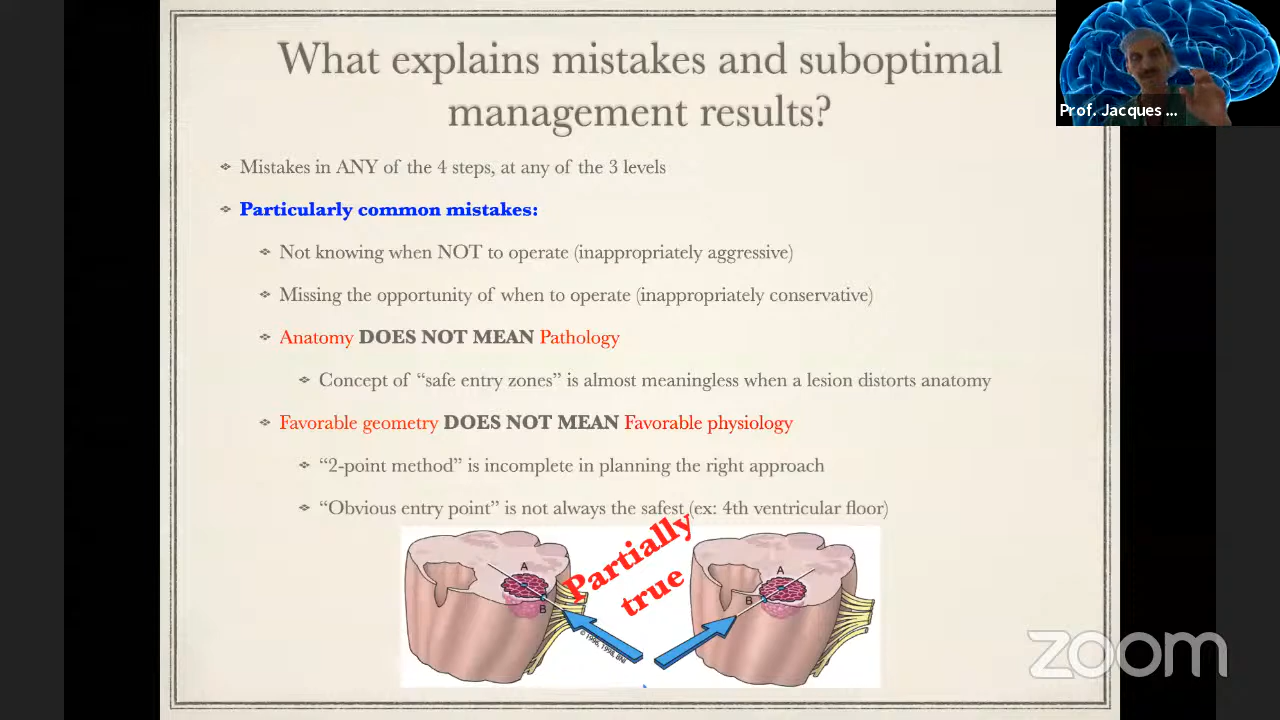 What explains mistakes and suboptimal
management results?
Prof. Jacques ...
Mistakes in ANY of the 4 steps, at any of the 3 levels
Particularly common mistakes:
Not knowing when NOT to operate (inappropriately aggressive)
Missing the opportunity of when to operate (inappropriately conservative)
Anatomy DOES NOT MEAN Pathology
Concept of “safe entry zones” is almost meaningless when a lesion distorts anatomy
Favorable geometry DOES NOT MEAN Favorable physiology
“2-point method” is incomplete in planning the right approach
“Obvious entry point” is not always the safest (ex: 4th ventricular floor)
Partially
true
A
B
A
B
© 1996, 1998, BNI
zoom